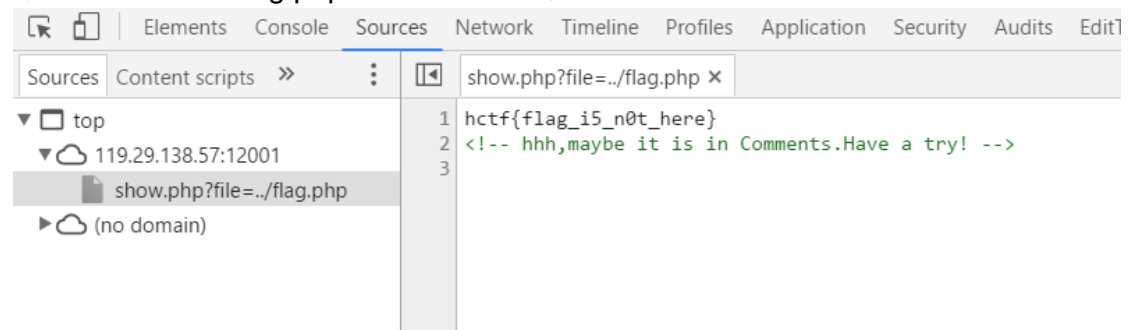 Elements Console Sources Network Timeline Profiles Application Security Audits
Sources Content scripts » show.php?file=../flag.php ×
▼ top
▼ 119.29.138.57:12001
show.php?file=../flag.php
▶ (no domain)
1 hctf{flag_i5_n0t_here}
2 <!-- hhh,maybe it is in Comments.Have a try! -->
3